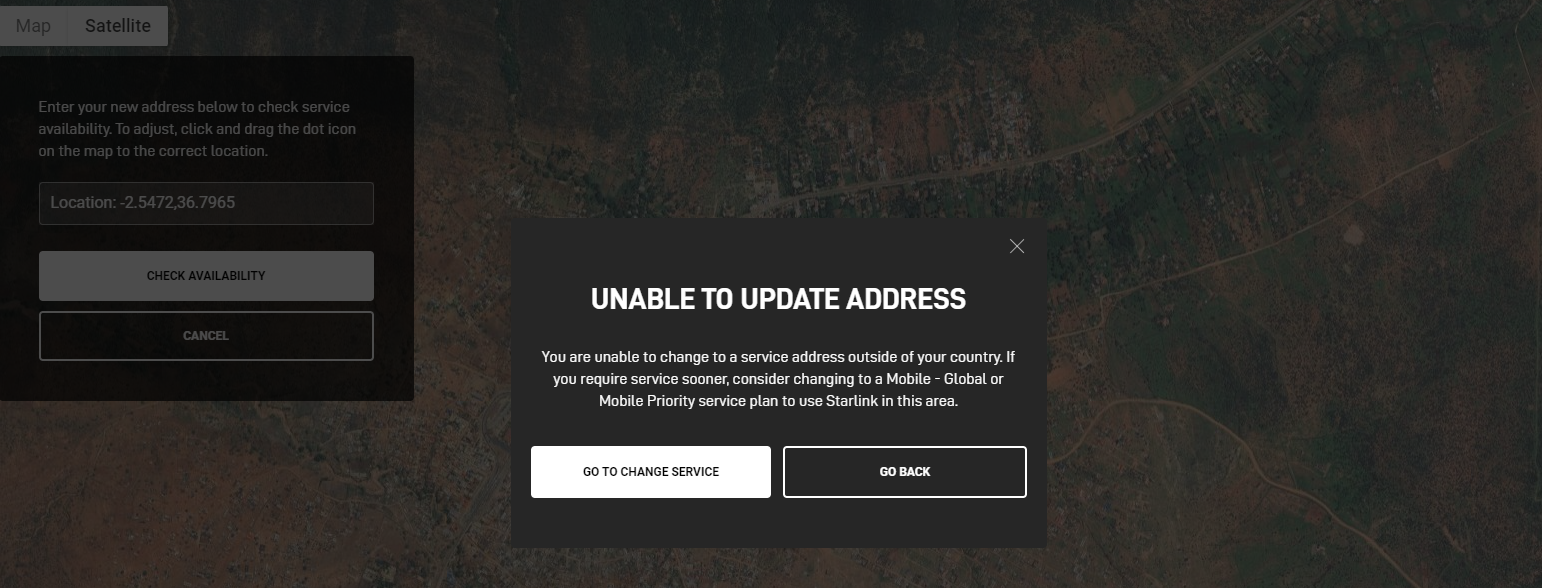 Map Satellite
Enter your new address below to check service
availability. To adjust, click and drag the dot icon
on the map to the correct location.
Location: -2.5472,36.7965
CHECK AVAILABILITY
CANCEL
UNABLE TO UPDATE ADDRESS
You are unable to change to a service address outside of your country. If
you require service sooner, consider changing to a Mobile - Global or
Mobile Priority service plan to use Starlink in this area.
GO TO CHANGE SERVICE GO BACK